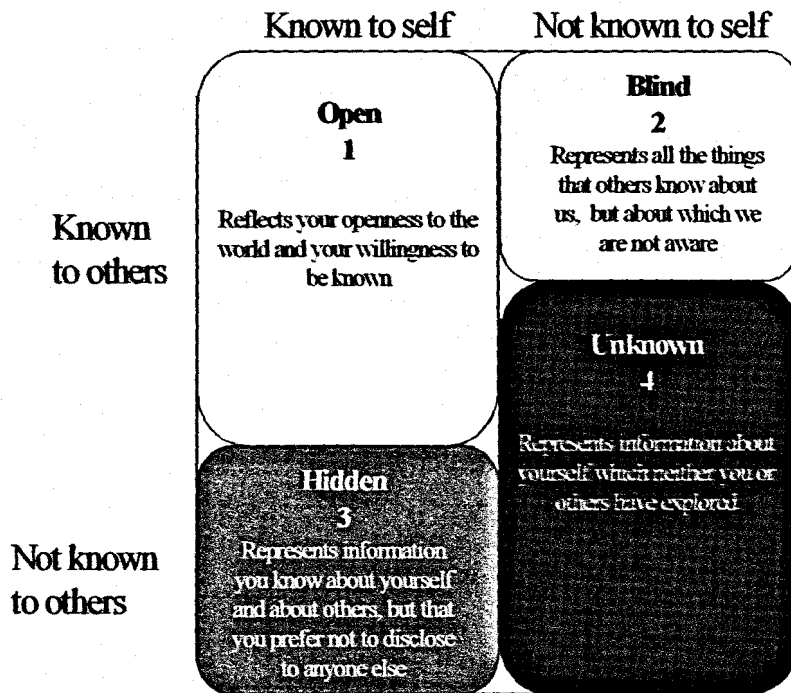 Known to self
Not known to self
Open
1
Reflects your openness to the
world and your willingness to
be known
Blind
2
Represents all the things
that others know about
us, but about which we
are not aware
Known
to others
Unknown
4
Represents information about
yourself which neither you or
others have explored
Hidden
3
Represents information
you know about yourself
and about others, but that
you prefer not to disclose
to anyone else
Not known
to others